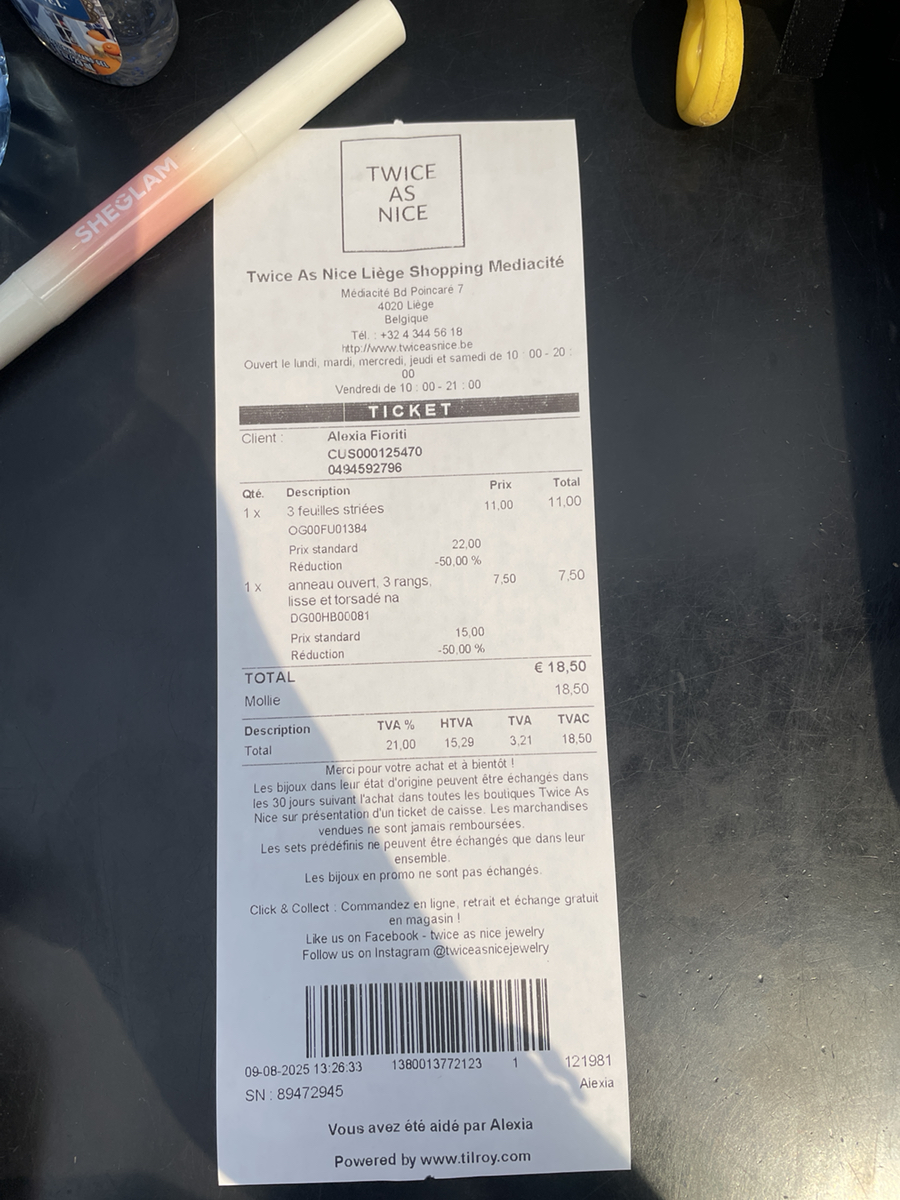 SHEGLAM
TWICE
AS
NICE
Twice As Nice Liège Shopping Mediacité
Médiacité Bd Poincaré 7
4020 Liège
Belgique
Tél. : +32 4 344 56 18
http://www.twiceasnice.be
Ouvert le lundi, mardi, mercredi, jeudi et samedi de 10 : 00 - 20 :
00
Vendredi de 10 : 00 - 21 : 00
TICKET
Client : Alexia Fioriti
CUS000125470
0494592796
Qté. Description Prix Total
1 x 3 feuilles striées 11,00 11,00
OG00FU01384
Prix standard 22,00
Réduction -50,00 %
1 x anneau ouvert, 3 rangs, 7,50 7,50
lisse et torsadé na
DG00HB00081
Prix standard 15,00
Réduction -50,00 %
TOTAL € 18,50
Mollie 18,50
Description TVA % HTVA TVA TVAC
Total 21,00 15,29 3,21 18,50
Merci pour votre achat et à bientôt !
Les bijoux dans leur état d'origine peuvent être échangés dans
les 30 jours suivant l'achat dans toutes les boutiques Twice As
Nice sur présentation d'un ticket de caisse. Les marchandises
vendues ne sont jamais remboursées.
Les sets prédéfinis ne peuvent être échangés que dans leur
ensemble.
Les bijoux en promo ne sont pas échangés.
Click & Collect : Commandez en ligne, retrait et échange gratuit
en magasin !
Like us on Facebook - twice as nice jewelry
Follow us on Instagram @twiceasnicejewelry
09-08-2025 13:26:33 1380013772123 1 121981
SN : 89472945 Alexia
Vous avez été aidé par Alexia
Powered by www.tilroy.com